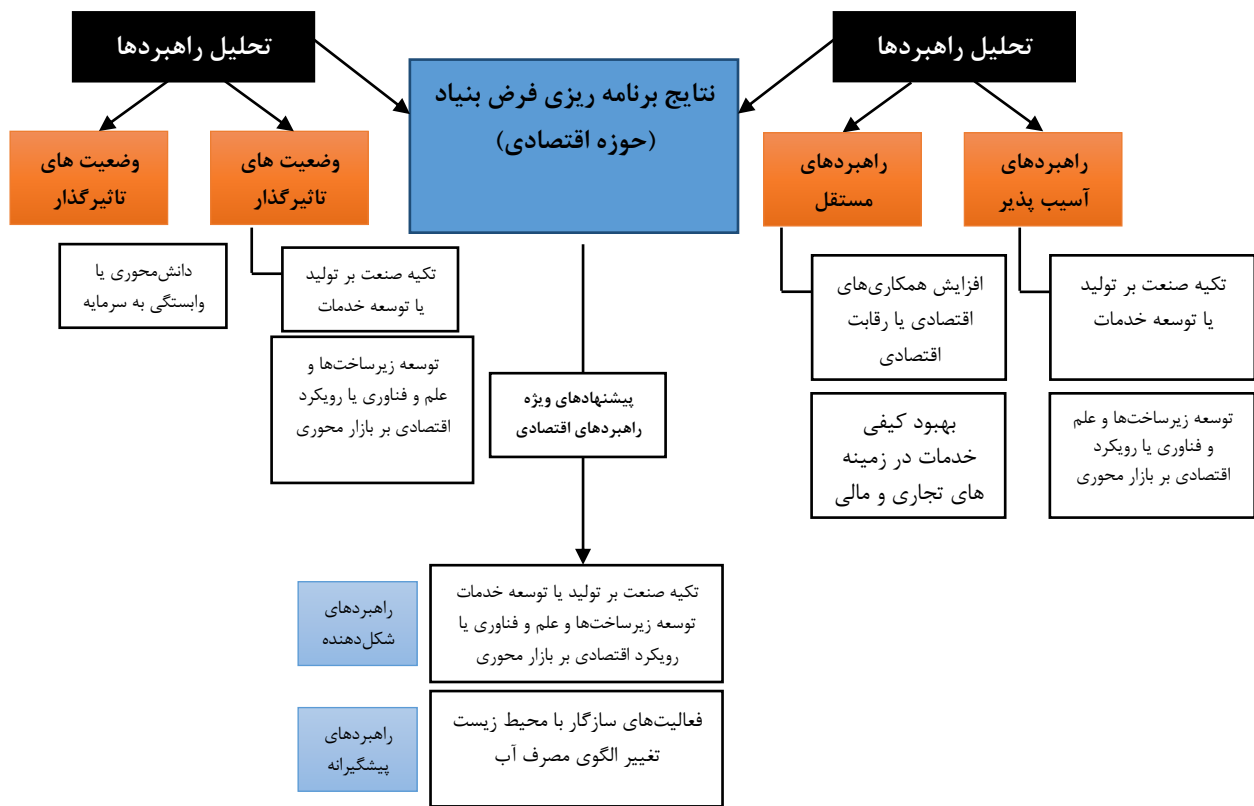 تحلیل راهبردها
تحلیل راهبردها
نتایج برنامه ریزی فرض بنیاد
(حوزه اقتصادی)
راهبردهای
آسیب پذیر
راهبردهای
مستقل
وضعیت های
تاثیرگذار
وضعیت های
تاثیرگذار
تکیه صنعت بر تولید
یا توسعه خدمات
توسعه زیرساخت‌ها و علم
و فناوری یا رویکرد
اقتصادی بر بازار محوری
افزایش همکاری‌های
اقتصادی یا رقابت
اقتصادی
بهبود کیفی
خدمات در زمینه
های تجاری و مالی
تکیه صنعت بر تولید
یا توسعه خدمات
توسعه زیرساخت‌ها و
علم و فناوری یا رویکرد
اقتصادی بر بازار محوری
دانش‌محوری یا
وابستگی به سرمایه
پیشنهادهای ویژه
راهبردهای اقتصادی
راهبردهای
شکل‌دهنده
تکیه صنعت بر تولید یا توسعه خدمات
توسعه زیرساخت‌ها و علم و فناوری یا
رویکرد اقتصادی بر بازار محوری
راهبردهای
پیشگیرانه
فعالیت‌های سازگار با محیط زیست
تغییر الگوی مصرف آب